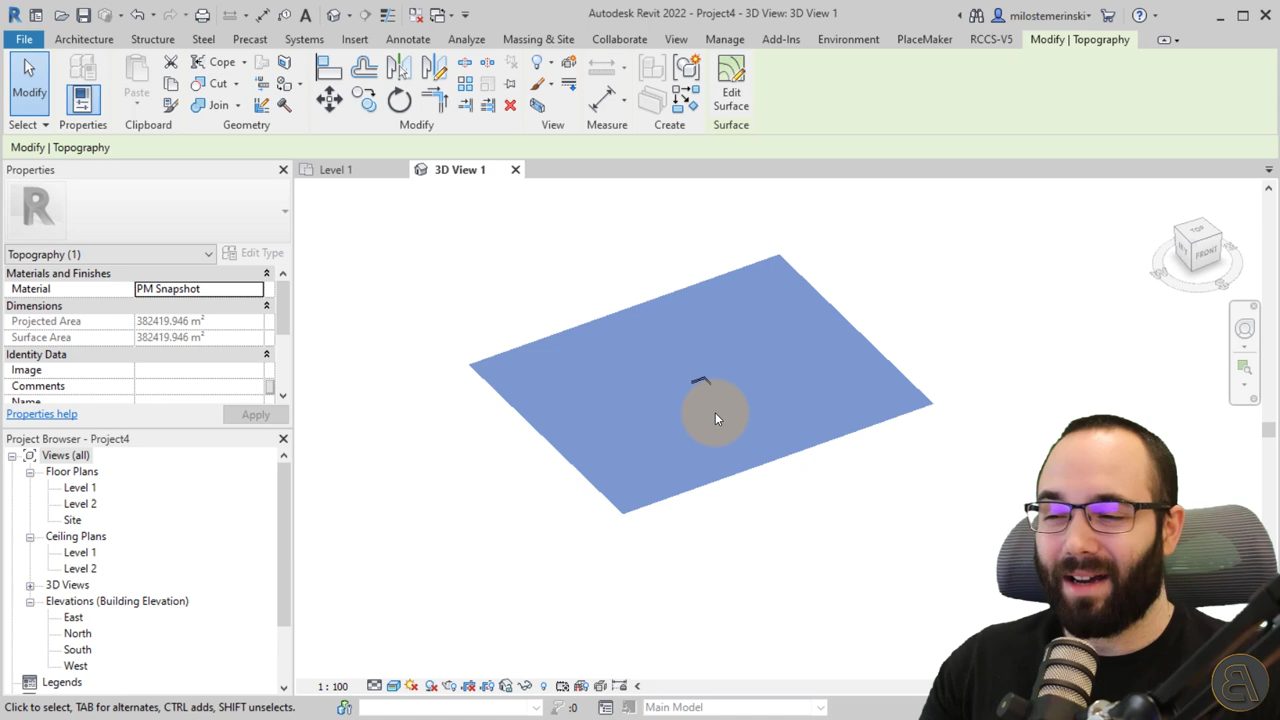 Autodesk Revit 2022 - Project4 - 3D View: 3D View 1
milostemerinski
File Architecture Structure Steel Precast Systems Insert Annotate Analyze Massing & Site Collaborate View Manage Add-Ins Environment PlaceMaker RCCS-V5 Modify | Topography
Modify
Properties
Paste
Cope
Cut
Join
Edit
Surface
Select Properties Clipboard Geometry Modify View Measure Create Surface
Modify | Topography
Properties
Level 1
3D View 1
R
Topography (1)
Edit Type
Materials and Finishes
Material PM Snapshot
Dimensions
Projected Area 382419.946 m²
Surface Area 382419.946 m²
Identity Data
Image
Comments
Name
Properties help
Apply
Project Browser - Project4
Views (all)
Floor Plans
Level 1
Level 2
Site
Ceiling Plans
Level 1
Level 2
3D Views
Elevations (Building Elevation)
East
North
South
West
Legends
TOP
FRONT
1 : 100
Click to select, TAB for alternates, CTRL adds, SHIFT unselects.
:0
Main Model